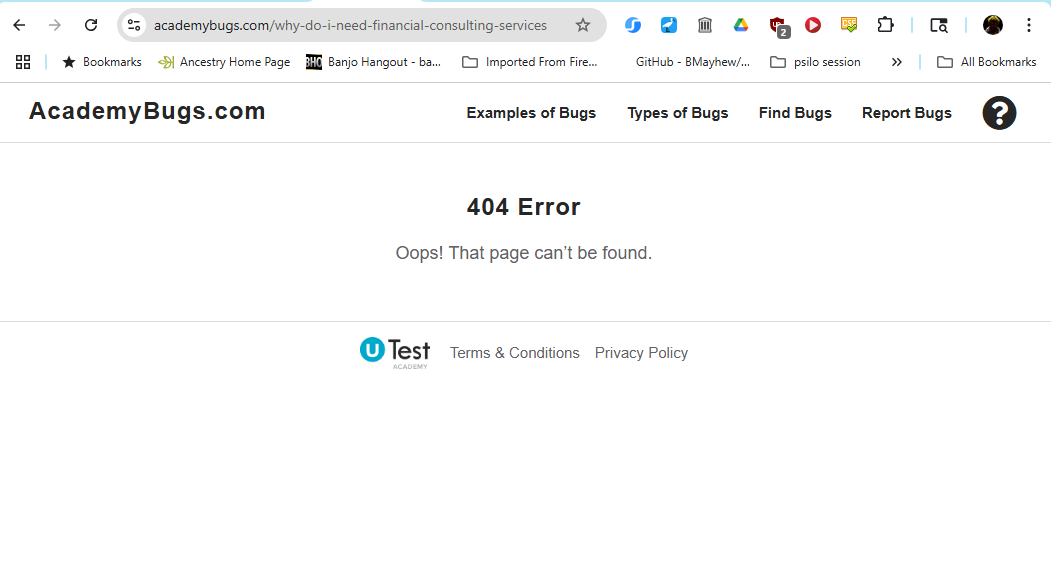 academybugs.com/why-do-i-need-financial-consulting-services
2
Bookmarks Ancestry Home Page BHO Banjo Hangout - ba... Imported From Fire... GitHub - BMayhew/... psilo session » All Bookmarks
AcademyBugs.com Examples of Bugs Types of Bugs Find Bugs Report Bugs ?
404 Error
Oops! That page can’t be found.
U Test ACADEMY Terms & Conditions Privacy Policy